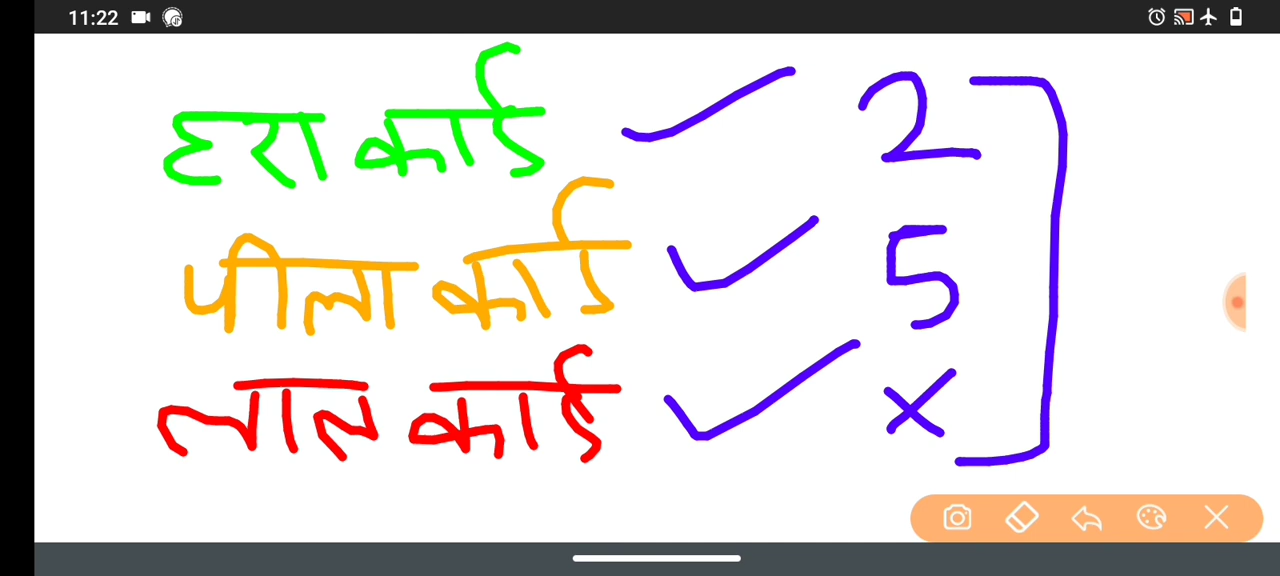 11:22
हरा कार्ड ✓ 2
पीला कार्ड ✓ 5
लाल कार्ड ✓ ×